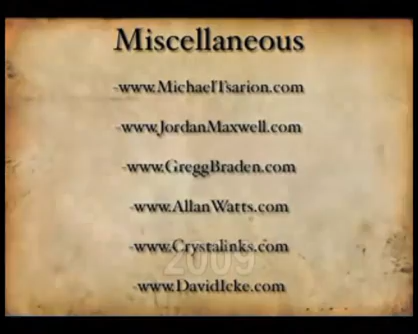 Miscellaneous
-www.MichaelTsarion.com
-www.JordanMaxwell.com
-www.GreggBraden.com
-www.AllanWatts.com
-www.Crystalinks.com
2009
-www.DavidIcke.com